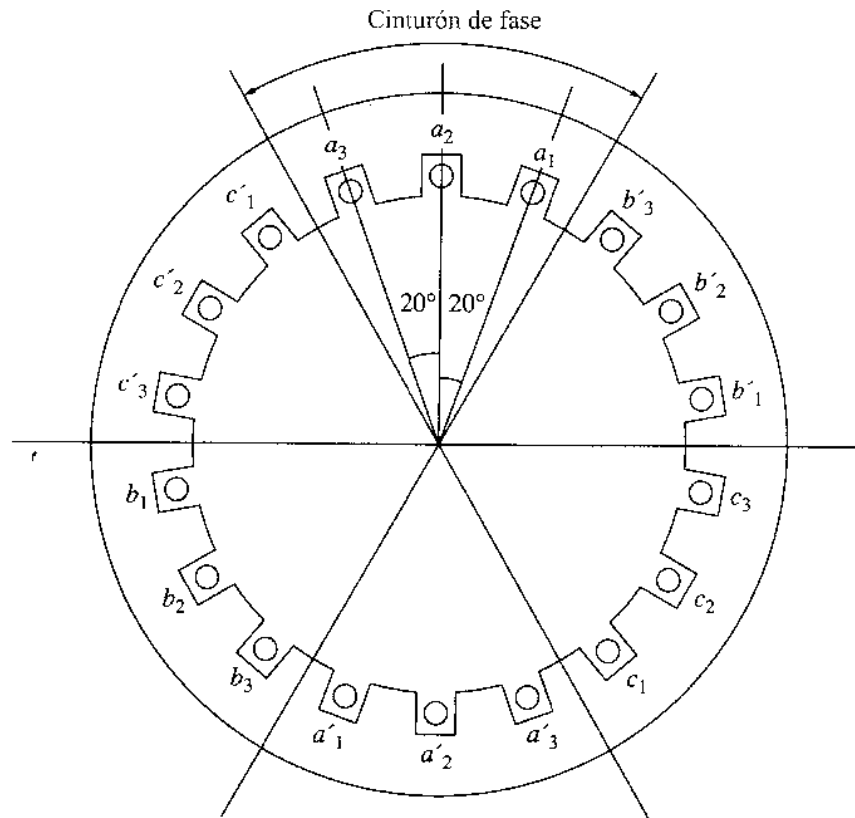 Cinturón de fase
a₂
a₃ a₁
c′₁ b′₃
c′₂ b′₂
20° 20°
c′₃ b′₁
b₁ c₃
b₂ c₂
b₃ c₁
a′₁ a′₂ a′₃